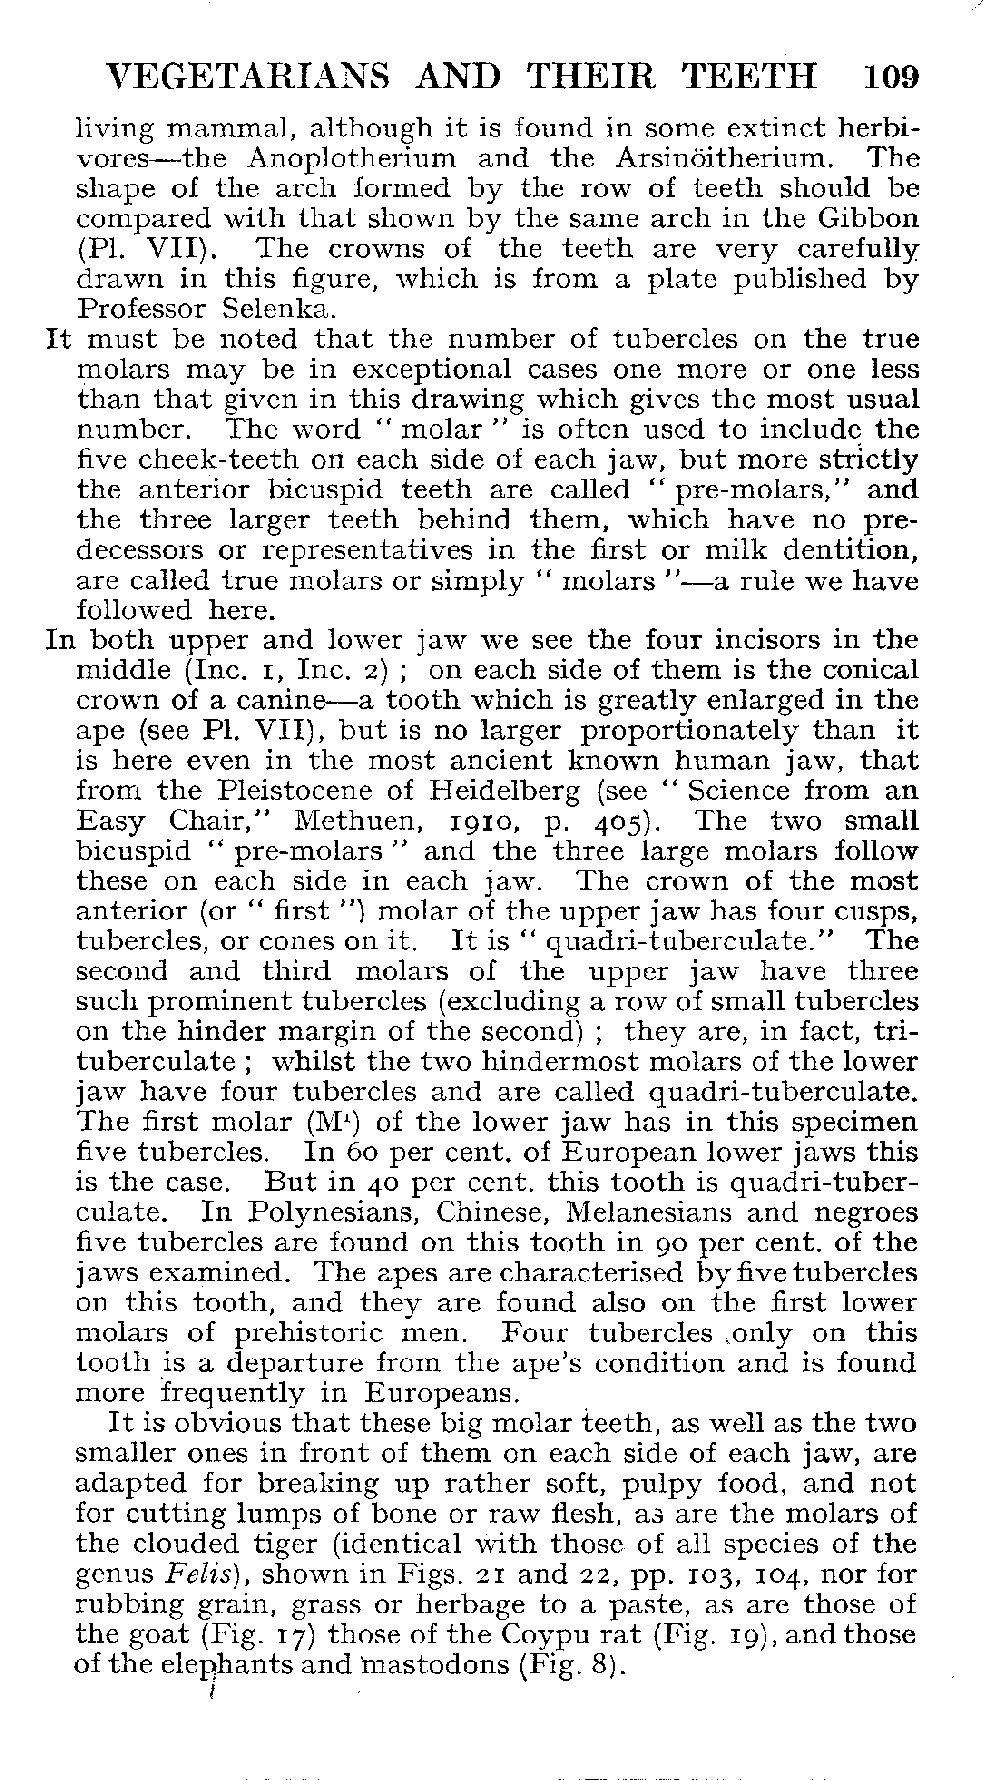 VEGETARIANS AND THEIR TEETH 109
living mammal, although it is found in some extinct herbi-
vores—the Anoplotherium and the Arsinöitherium. The
shape of the arch formed by the row of teeth should be
compared with that shown by the same arch in the Gibbon
(Pl. VII). The crowns of the teeth are very carefully
drawn in this figure, which is from a plate published by
Professor Selenka.
It must be noted that the number of tubercles on the true
molars may be in exceptional cases one more or one less
than that given in this drawing which gives the most usual
number. The word “ molar ” is often used to include the
five cheek-teeth on each side of each jaw, but more strictly
the anterior bicuspid teeth are called “ pre-molars,” and
the three larger teeth behind them, which have no pre-
decessors or representatives in the first or milk dentition,
are called true molars or simply “ molars ”—a rule we have
followed here.
In both upper and lower jaw we see the four incisors in the
middle (Inc. 1, Inc. 2) ; on each side of them is the conical
crown of a canine—a tooth which is greatly enlarged in the
ape (see Pl. VII), but is no larger proportionately than it
is here even in the most ancient known human jaw, that
from the Pleistocene of Heidelberg (see “ Science from an
Easy Chair,” Methuen, 1910, p. 405). The two small
bicuspid “ pre-molars ” and the three large molars follow
these on each side in each jaw. The crown of the most
anterior (or “ first ”) molar of the upper jaw has four cusps,
tubercles, or cones on it. It is “ quadri-tuberculate.” The
second and third molars of the upper jaw have three
such prominent tubercles (excluding a row of small tubercles
on the hinder margin of the second) ; they are, in fact, tri-
tuberculate ; whilst the two hindermost molars of the lower
jaw have four tubercles and are called quadri-tuberculate.
The first molar (M¹) of the lower jaw has in this specimen
five tubercles. In 60 per cent. of European lower jaws this
is the case. But in 40 per cent. this tooth is quadri-tuber-
culate. In Polynesians, Chinese, Melanesians and negroes
five tubercles are found on this tooth in 90 per cent. of the
jaws examined. The apes are characterised by five tubercles
on this tooth, and they are found also on the first lower
molars of prehistoric men. Four tubercles only on this
tooth is a departure from the ape's condition and is found
more frequently in Europeans.
It is obvious that these big molar teeth, as well as the two
smaller ones in front of them on each side of each jaw, are
adapted for breaking up rather soft, pulpy food, and not
for cutting lumps of bone or raw flesh, as are the molars of
the clouded tiger (identical with those of all species of the
genus Felis), shown in Figs. 21 and 22, pp. 103, 104, nor for
rubbing grain, grass or herbage to a paste, as are those of
the goat (Fig. 17) those of the Coypu rat (Fig. 19), and those
of the elephants and mastodons (Fig. 8).